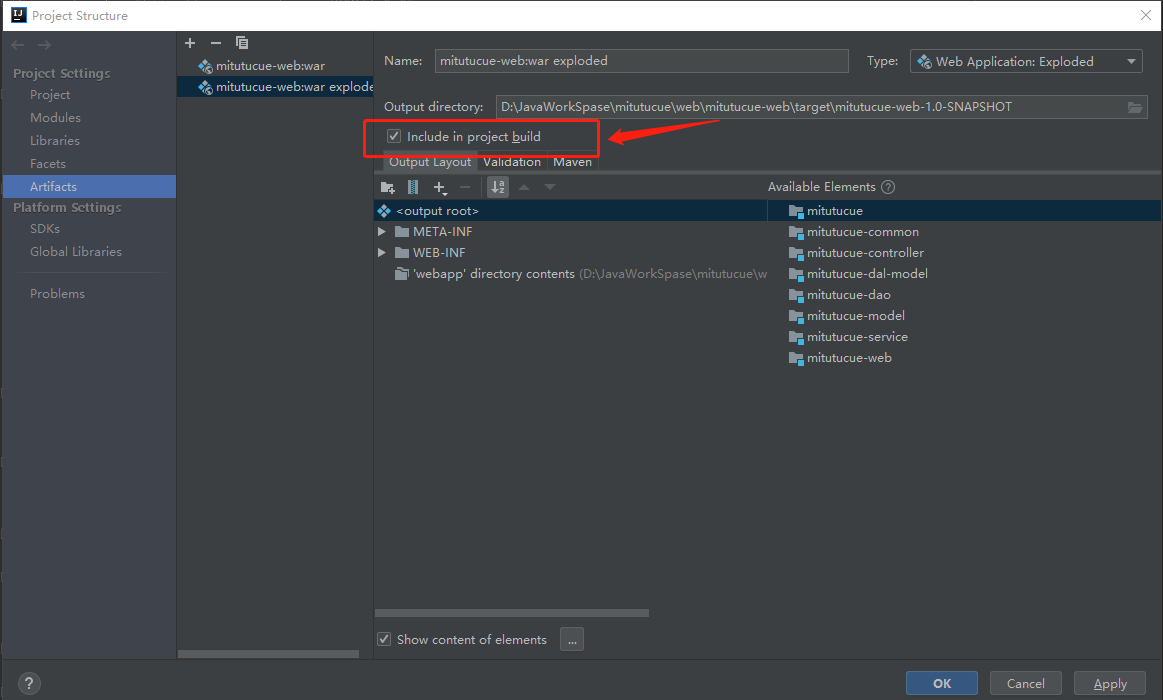 Project Structure
Project Settings
Project
Modules
Libraries
Facets
Artifacts
Platform Settings
SDKs
Global Libraries
Problems
mitutucue-web:war
mitutucue-web:war explode
Name: mitutucue-web:war exploded Type: Web Application: Exploded
Output directory: D:\JavaWorkSpase\mitutucue\web\mitutucue-web\target\mitutucue-web-1.0-SNAPSHOT
Include in project build
Output Layout Validation Maven
Available Elements ?
<output root>
META-INF
WEB-INF
'webapp' directory contents (D:\JavaWorkSpase\mitutucue\w
mitutucue
mitutucue-common
mitutucue-controller
mitutucue-dal-model
mitutucue-dao
mitutucue-model
mitutucue-service
mitutucue-web
Show content of elements ...
? OK Cancel Apply